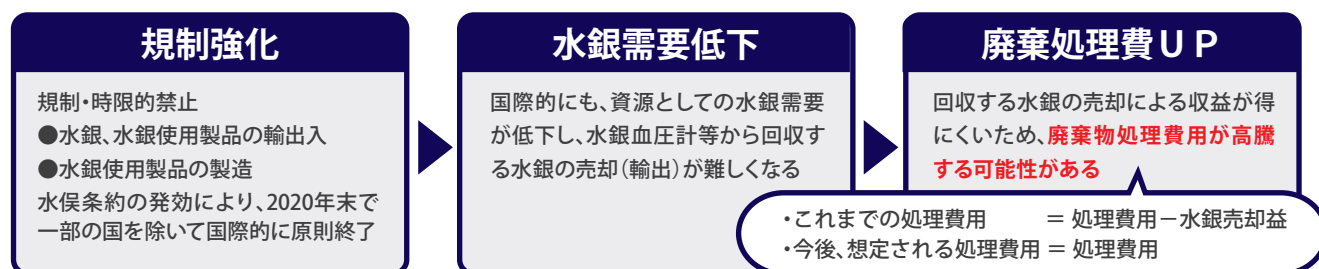 規制強化
規制・時限的禁止
●水銀、水銀使用製品の輸出入
●水銀使用製品の製造
水俣条約の発効により、2020年末で
一部の国を除いて国際的に原則終了
水銀需要低下
国際的にも、資源としての水銀需要
が低下し、水銀血圧計等から回収す
る水銀の売却（輸出）が難しくなる
廃棄処理費ＵＰ
回収する水銀の売却による収益が得
にくいため、廃棄物処理費用が高騰
する可能性がある
・これまでの処理費用　　　＝ 処理費用－水銀売却益
・今後、想定される処理費用 ＝ 処理費用